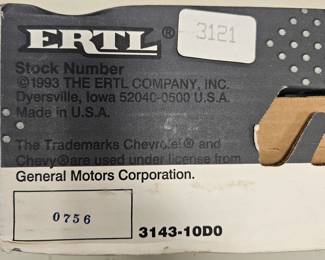 ERTL® 3121
Stock Number
©1993 THE ERTL COMPANY, INC.
Dyersville, Iowa 52040-0500 U.S.A.
Made in U.S.A.
The Trademarks Chevrolet® and
Chevy® are used under license from
General Motors Corporation.
0756
3143-10D0